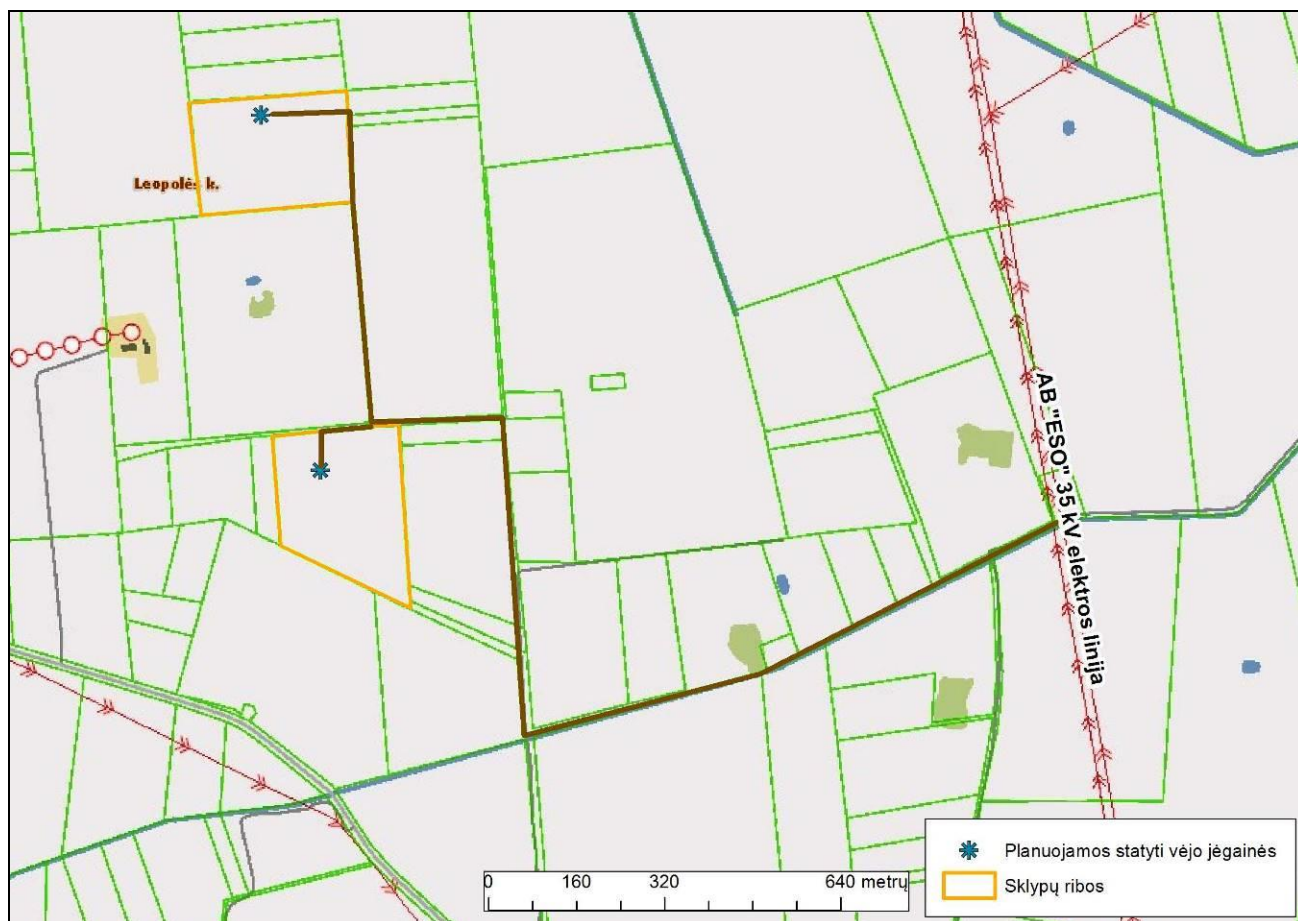 Leopolės k.
AB "ESO" 35 kV elektros linija
Planuojamos statyti vėjo jėgainės
Sklypų ribos
0 160 320 640 metrų